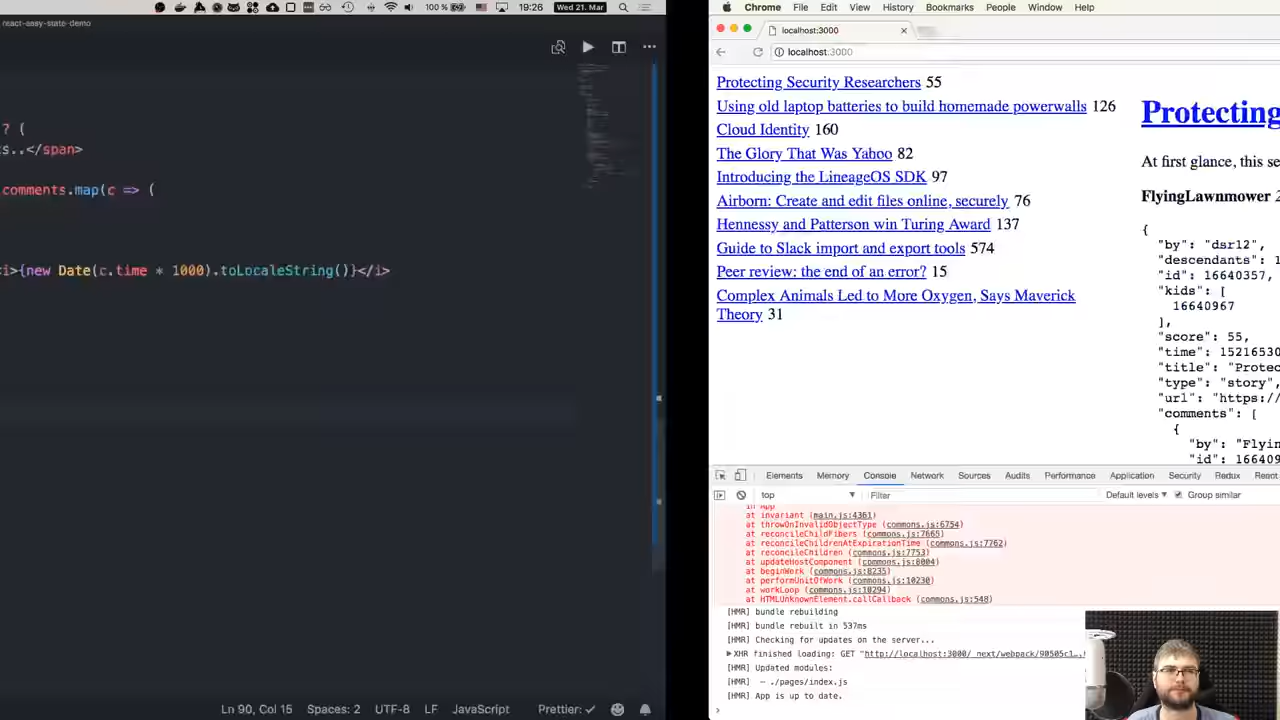 100 %
19:26
Wed 21. Mar
react-easy-state-demo
? (
ts..</span>
comments.map(c => (
<i>{new Date(c.time * 1000).toLocaleString()}</i>
Ln 90, Col 15 Spaces: 2 UTF-8 LF JavaScript Prettier: ✓
Chrome File Edit View History Bookmarks People Window Help
localhost:3000
localhost:3000
Protecting Security Researchers 55
Using old laptop batteries to build homemade powerwalls 126
Cloud Identity 160
The Glory That Was Yahoo 82
Introducing the LineageOS SDK 97
Airborn: Create and edit files online, securely 76
Hennessy and Patterson win Turing Award 137
Guide to Slack import and export tools 574
Peer review: the end of an error? 15
Complex Animals Led to More Oxygen, Says Maverick
Theory 31
Protecting
At first glance, this se
FlyingLawnmower 2
{
"by": "dsr12",
"descendants": 1
"id": 16640357,
"kids": [
16640967
],
"score": 55,
"time": 15216530
"title": "Protec
"type": "story",
"url": "https://
"comments": [
{
"by": "Flyin
"id": 166409
Elements Memory Console Network Sources Audits Performance Application Security Redux React
top Filter Default levels Group similar
in App
at invariant (main.js:4361)
at throwOnInvalidObjectType (commons.js:6754)
at reconcileChildFibers (commons.js:7665)
at reconcileChildrenAtExpirationTime (commons.js:7762)
at reconcileChildren (commons.js:7753)
at updateHostComponent (commons.js:8004)
at beginWork (commons.js:8235)
at performUnitOfWork (commons.js:10230)
at workLoop (commons.js:10294)
at HTMLUnknownElement.callCallback (commons.js:548)
[HMR] bundle rebuilding
[HMR] bundle rebuilt in 537ms
[HMR] Checking for updates on the server...
XHR finished loading: GET "http://localhost:3000/_next/webpack/90505c1….
[HMR] Updated modules:
[HMR] – ./pages/index.js
[HMR] App is up to date.